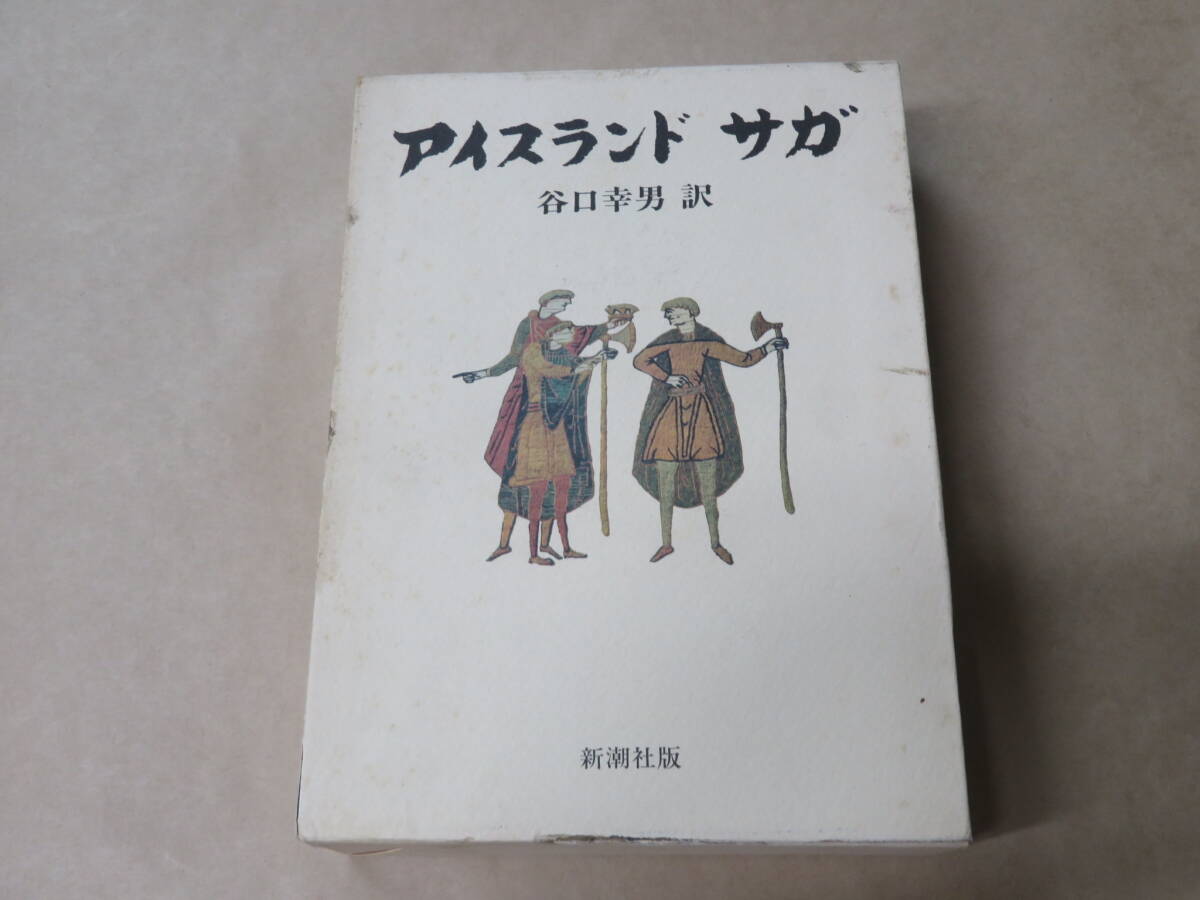 アイスランド サガ
谷口幸男 訳
新潮社版